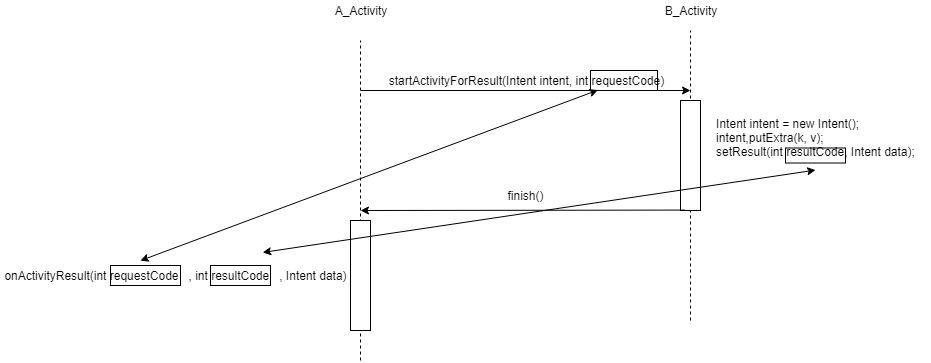 A_Activity
B_Activity
startActivityForResult(Intent intent, int requestCode)
Intent intent = new Intent();
intent,putExtra(k, v);
setResult(int resultCode, Intent data);
finish()
onActivityResult(int requestCode , int resultCode , Intent data)